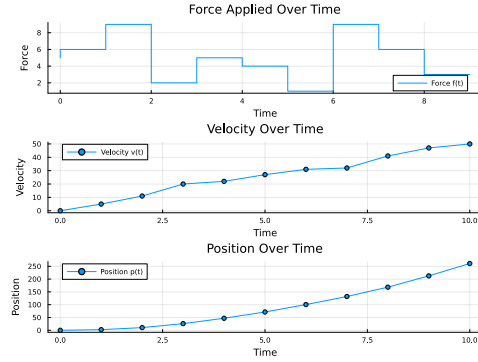 Force Applied Over Time
8
6
4
2
Force
0
2
4
6
8
Force f(t)
Time
Velocity Over Time
50
40
30
20
10
0
Velocity
Velocity v(t)
0.0
2.5
5.0
7.5
10.0
Time
Position Over Time
250
200
150
100
50
0
Position
Position p(t)
0.0
2.5
5.0
7.5
10.0
Time